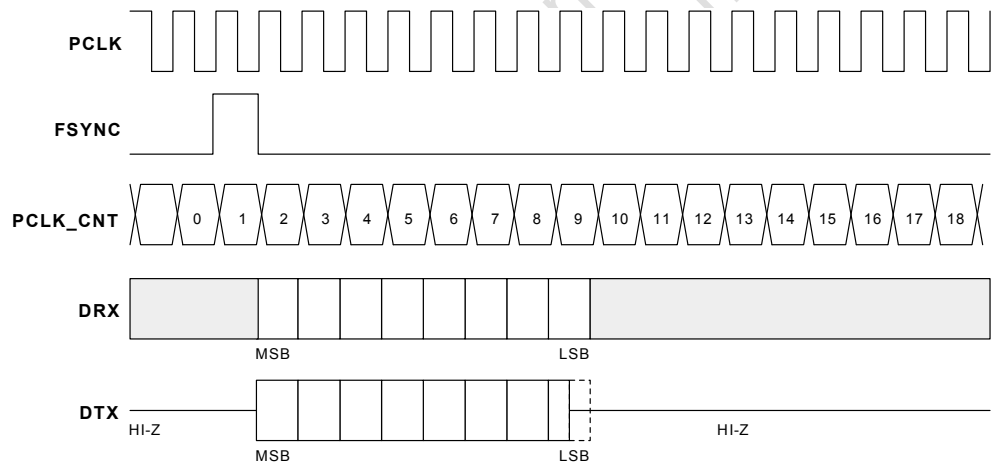 PCLK
FSYNC
PCLK_CNT 0 1 2 3 4 5 6 7 8 9 10 11 12 13 14 15 16 17 18
DRX
MSB LSB
DTX
HI-Z HI-Z
MSB LSB